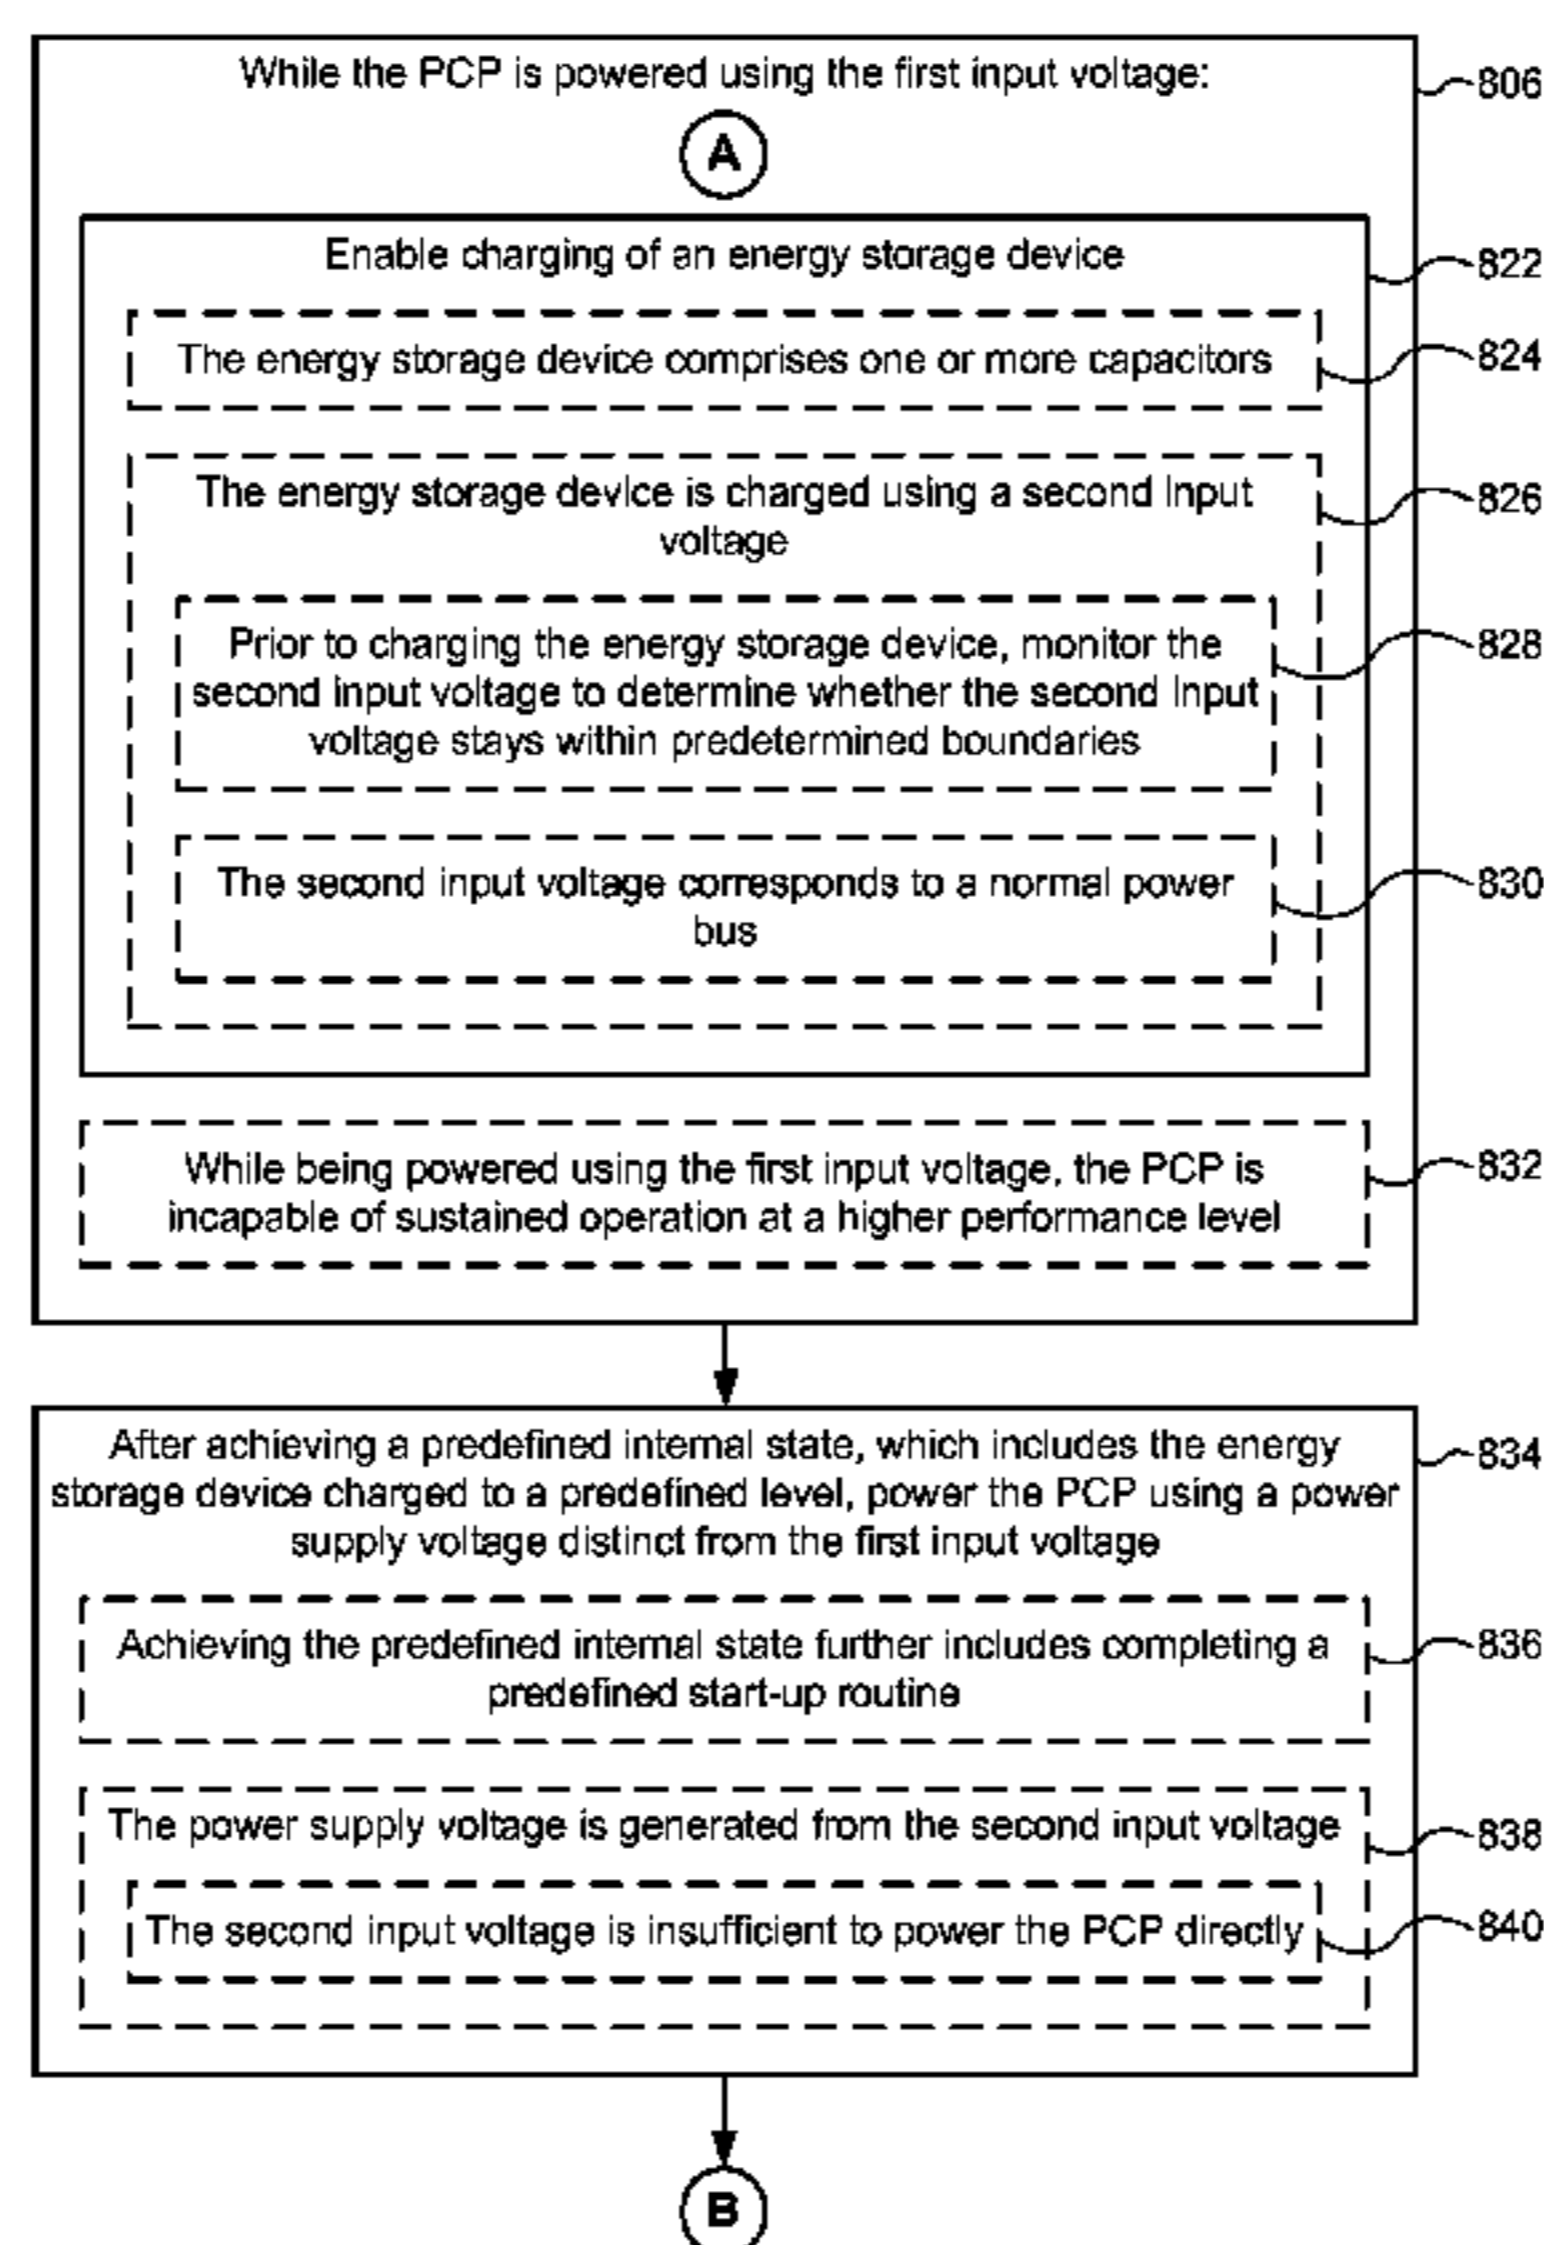 While the PCP is powered using the first input voltage:
806
A
Enable charging of an energy storage device
822
The energy storage device comprises one or more capacitors
824
The energy storage device is charged using a second input
voltage
826
Prior to charging the energy storage device, monitor the
second input voltage to determine whether the second input
voltage stays within predetermined boundaries
828
The second input voltage corresponds to a normal power
bus
830
While being powered using the first input voltage, the PCP is
incapable of sustained operation at a higher performance level
832
After achieving a predefined internal state, which includes the energy
storage device charged to a predefined level, power the PCP using a power
supply voltage distinct from the first input voltage
834
Achieving the predefined internal state further includes completing a
predefined start-up routine
836
The power supply voltage is generated from the second input voltage
838
The second input voltage is insufficient to power the PCP directly
840
B